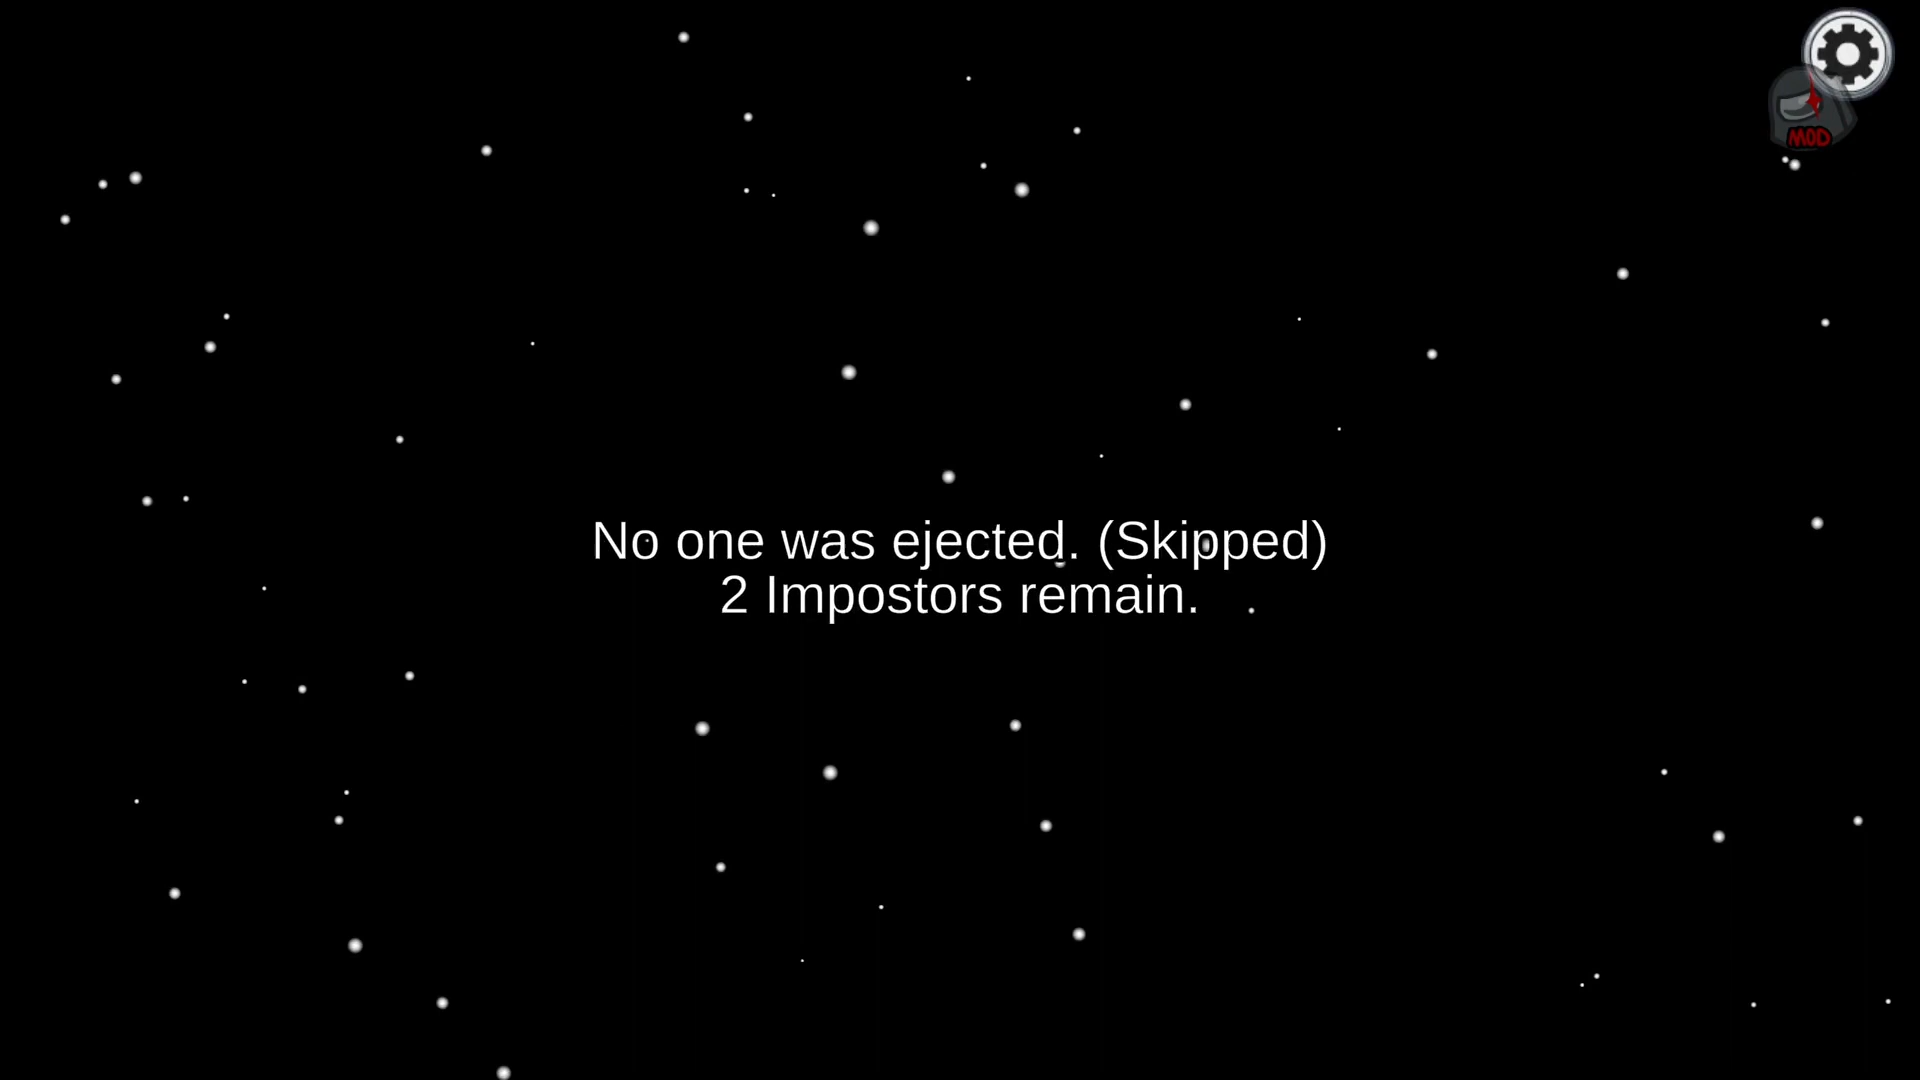 MOD
No one was ejected. (Skipped)
2 Impostors remain.